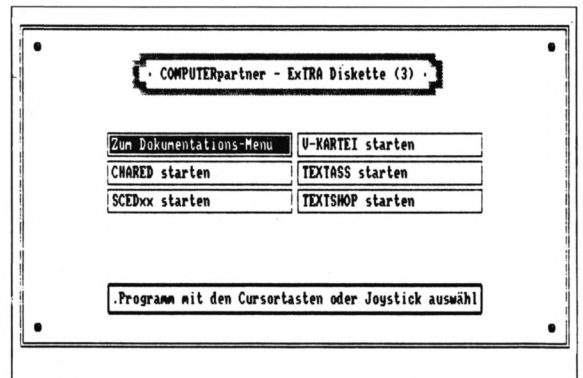 · COMPUTERpartner - ExTRA Diskette (3) ·
Zum Dokumentations-Menü
V-KARTEI starten
CHARED starten
TEXTASS starten
SCEDxx starten
TEXTSHOP starten
.Programm mit den Cursortasten oder Joystick auswähl